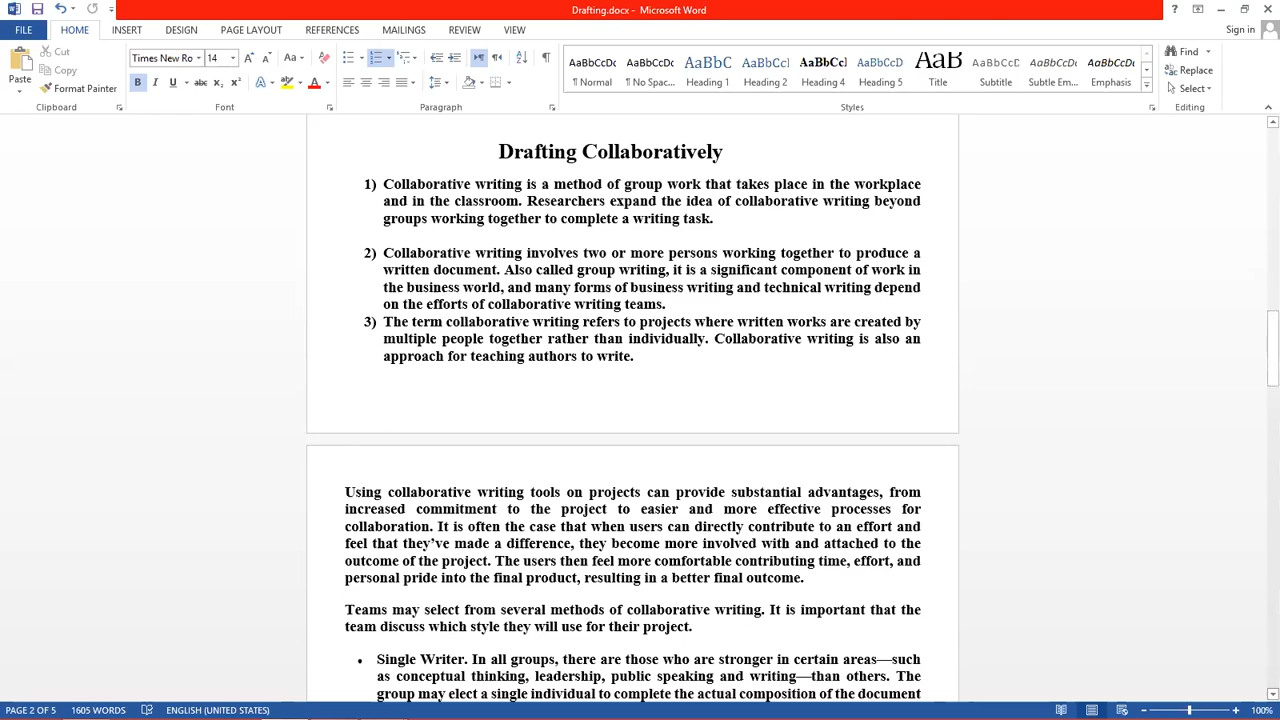 Drafting.docx - Microsoft Word
Sign in
FILE HOME INSERT DESIGN PAGE LAYOUT REFERENCES MAILINGS REVIEW VIEW
Paste
Cut
Copy
Format Painter
Clipboard
Times New Ro 14
Font
Paragraph
AaBbCcDc AaBbCcDc AaBbC AaBbCcI AaBbCcI AaBbCcD AaB AaBbCcD AaBbCcDc AaBbCcDc
¶ Normal ¶ No Spac... Heading 1 Heading 2 Heading 4 Heading 5 Title Subtitle Subtle Em... Emphasis
Styles
Find
Replace
Select
Editing
Drafting Collaboratively
1) Collaborative writing is a method of group work that takes place in the workplace
and in the classroom. Researchers expand the idea of collaborative writing beyond
groups working together to complete a writing task.
2) Collaborative writing involves two or more persons working together to produce a
written document. Also called group writing, it is a significant component of work in
the business world, and many forms of business writing and technical writing depend
on the efforts of collaborative writing teams.
3) The term collaborative writing refers to projects where written works are created by
multiple people together rather than individually. Collaborative writing is also an
approach for teaching authors to write.
Using collaborative writing tools on projects can provide substantial advantages, from
increased commitment to the project to easier and more effective processes for
collaboration. It is often the case that when users can directly contribute to an effort and
feel that they’ve made a difference, they become more involved with and attached to the
outcome of the project. The users then feel more comfortable contributing time, effort, and
personal pride into the final product, resulting in a better final outcome.
Teams may select from several methods of collaborative writing. It is important that the
team discuss which style they will use for their project.
• Single Writer. In all groups, there are those who are stronger in certain areas—such
as conceptual thinking, leadership, public speaking and writing—than others. The
group may elect a single individual to complete the actual composition of the document
PAGE 2 OF 5 1605 WORDS ENGLISH (UNITED STATES) 100%